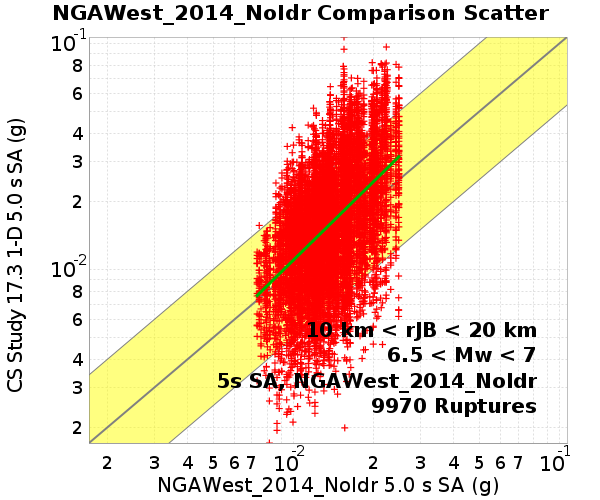 NGAWest_2014_NoIdr Comparison Scatter
CS Study 17.3 1-D 5.0 s SA (g)
10-1
8
6
4
3
2
10-2
8
6
4
3
2
10 km < rJB < 20 km
6.5 < Mw < 7
5s SA, NGAWest_2014_NoIdr
9970 Ruptures
2 3 4 5 6 7 10-2 2 3 4 5 6 7 10-1
NGAWest_2014_NoIdr 5.0 s SA (g)